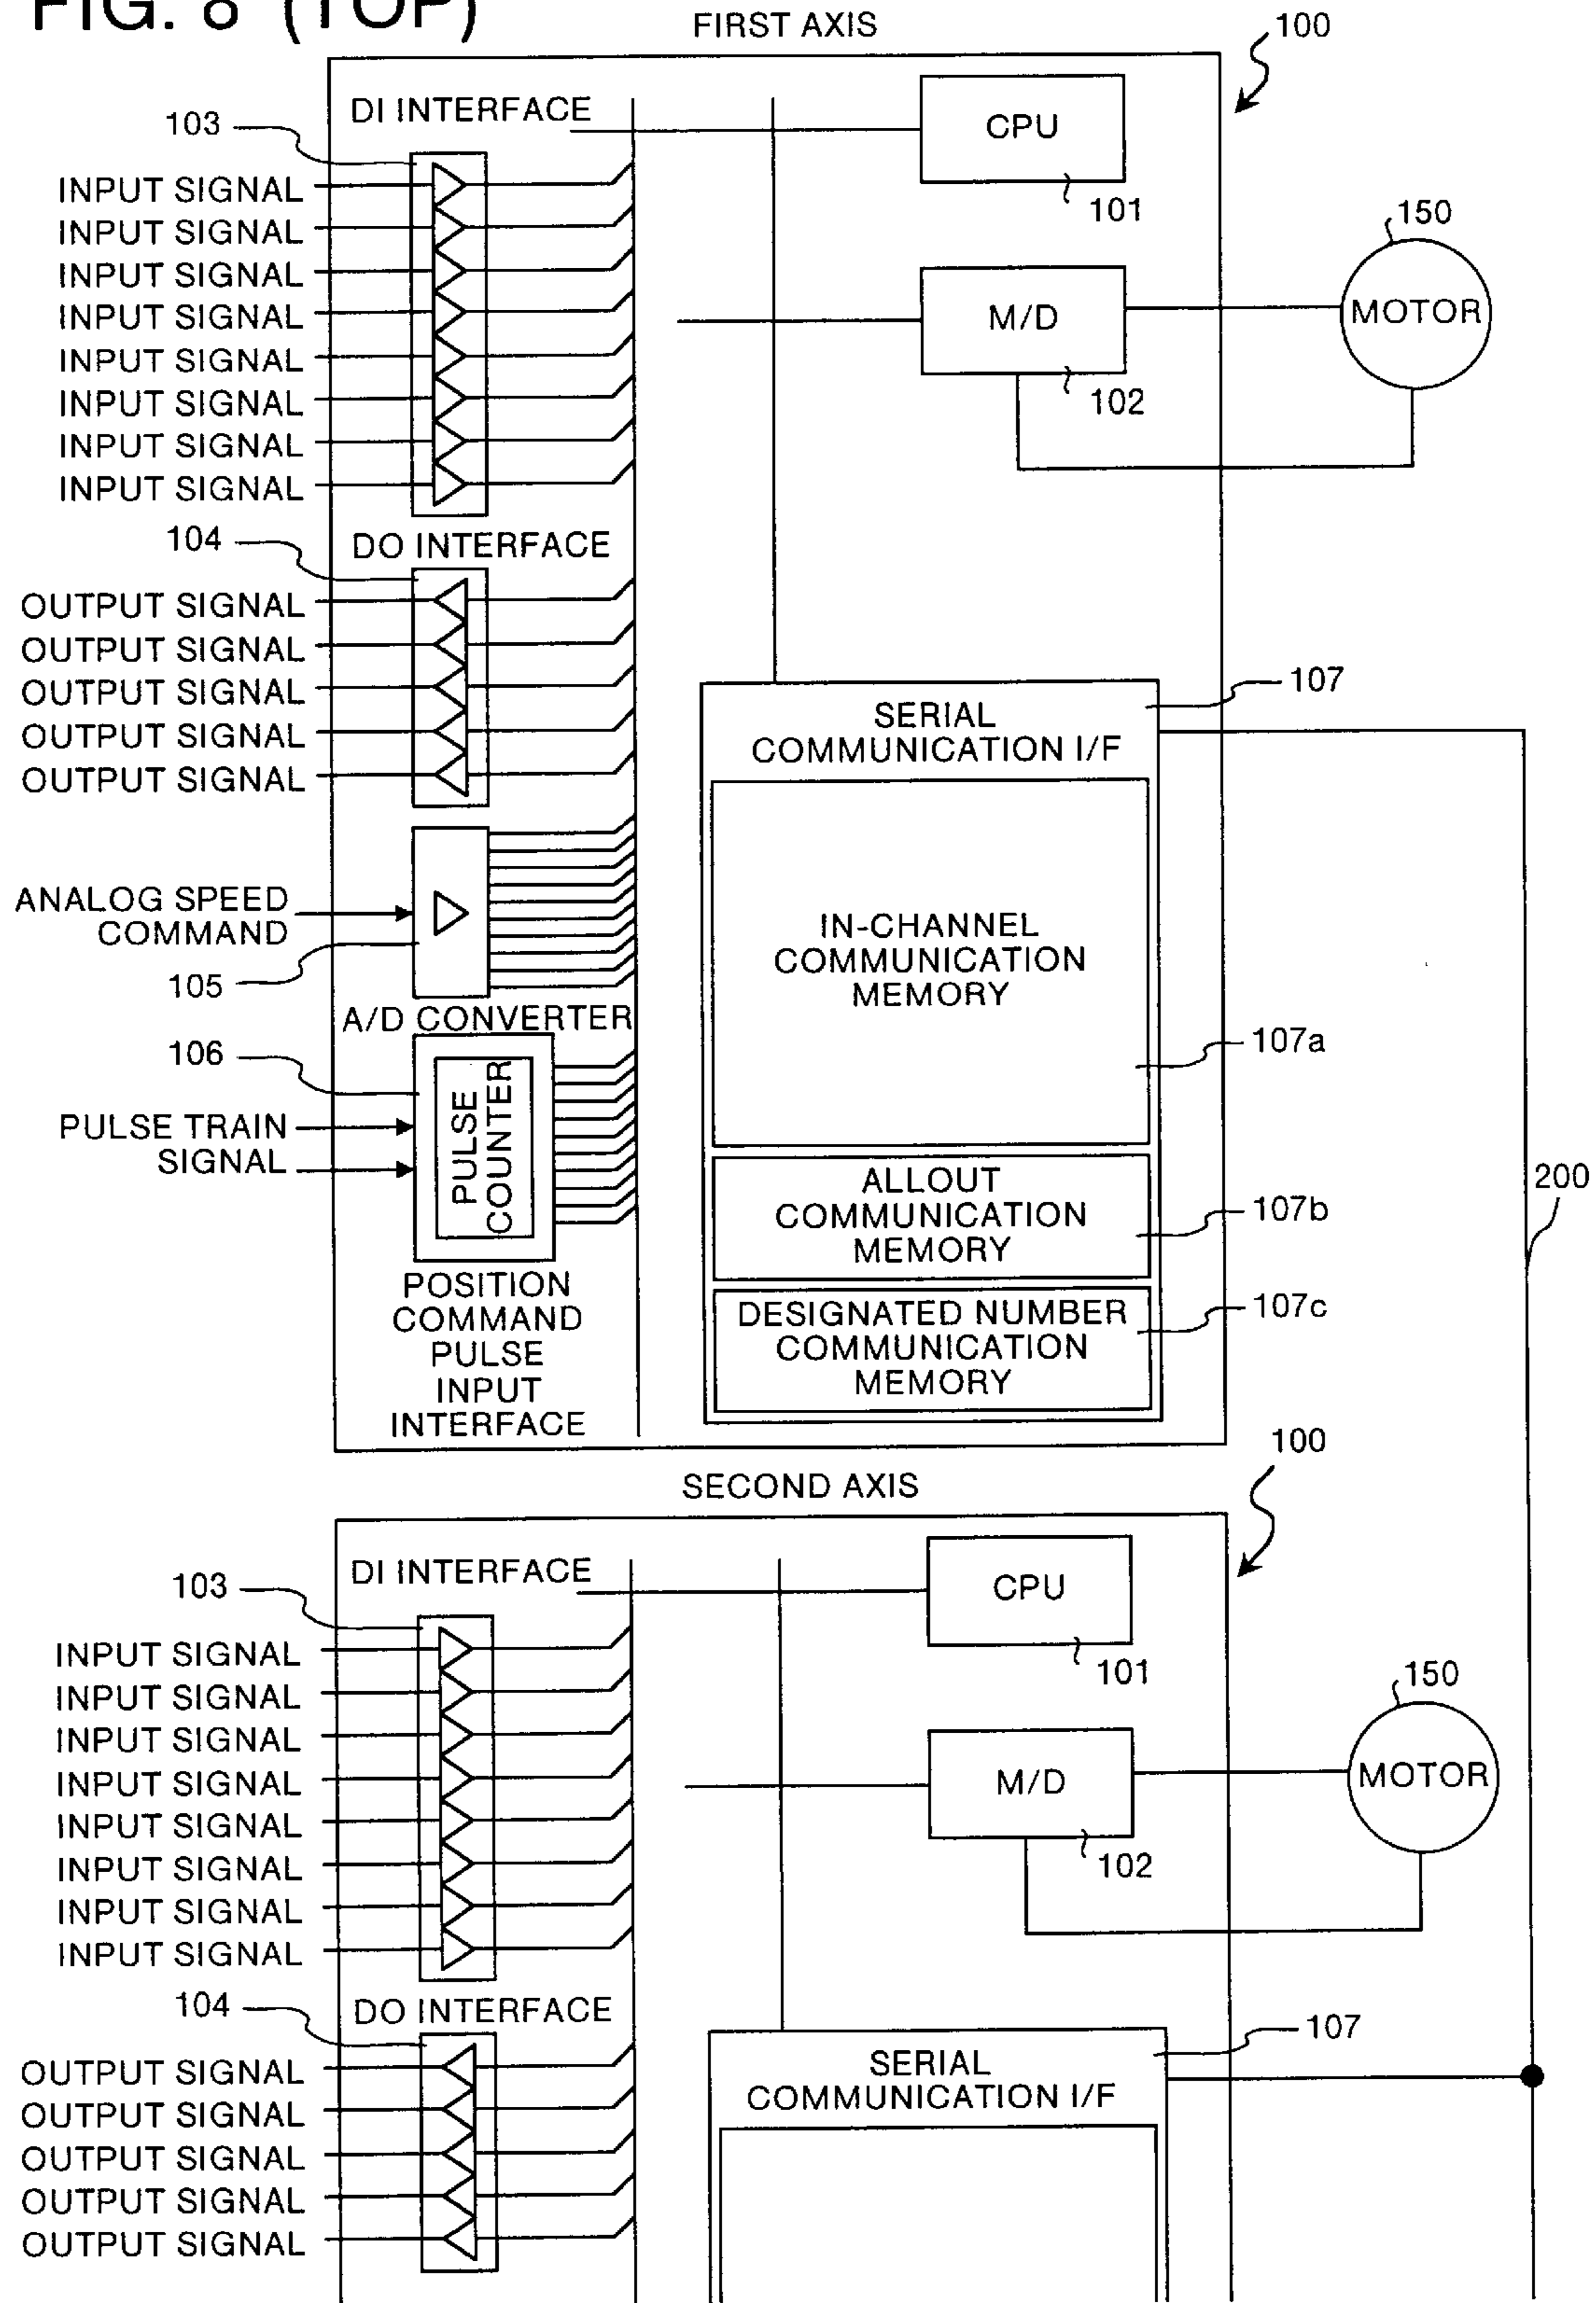 FIG. 8 (TOP)
FIRST AXIS
100
DI INTERFACE
103
CPU
101
INPUT SIGNAL
INPUT SIGNAL
INPUT SIGNAL
INPUT SIGNAL
INPUT SIGNAL
INPUT SIGNAL
INPUT SIGNAL
INPUT SIGNAL
150
M/D
MOTOR
102
104
DO INTERFACE
OUTPUT SIGNAL
OUTPUT SIGNAL
OUTPUT SIGNAL
OUTPUT SIGNAL
OUTPUT SIGNAL
107
SERIAL
COMMUNICATION I/F
ANALOG SPEED
COMMAND
105
A/D CONVERTER
IN-CHANNEL
COMMUNICATION
MEMORY
107a
106
PULSE TRAIN
SIGNAL
PULSE
COUNTER
ALLOUT
COMMUNICATION
MEMORY
107b
200
POSITION
COMMAND
PULSE
INPUT
INTERFACE
DESIGNATED NUMBER
COMMUNICATION
MEMORY
107c
SECOND AXIS
100
DI INTERFACE
103
CPU
101
INPUT SIGNAL
INPUT SIGNAL
INPUT SIGNAL
INPUT SIGNAL
INPUT SIGNAL
INPUT SIGNAL
INPUT SIGNAL
INPUT SIGNAL
150
M/D
MOTOR
102
104
DO INTERFACE
OUTPUT SIGNAL
OUTPUT SIGNAL
OUTPUT SIGNAL
OUTPUT SIGNAL
OUTPUT SIGNAL
107
SERIAL
COMMUNICATION I/F